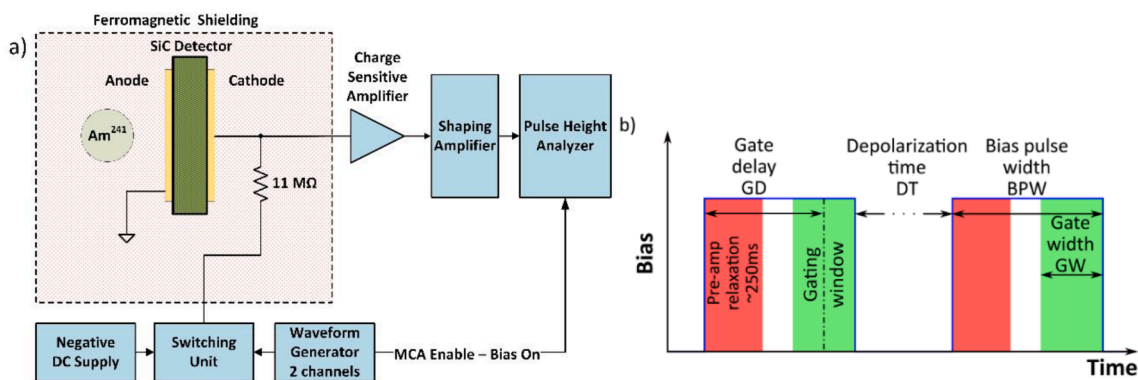 Ferromagnetic Shielding
a)
SiC Detector
Anode
Cathode
Am241
11 MΩ
Charge
Sensitive
Amplifier
Shaping
Amplifier
Pulse Height
Analyzer
Negative
DC Supply
Switching
Unit
Waveform
Generator
2 channels
MCA Enable – Bias On
b)
Gate
delay
GD
Depolarization
time
DT
Bias pulse
width
BPW
Pre-amp
relaxation
~250ms
Gating
window
. . .
Gate
width
GW
Bias
Time